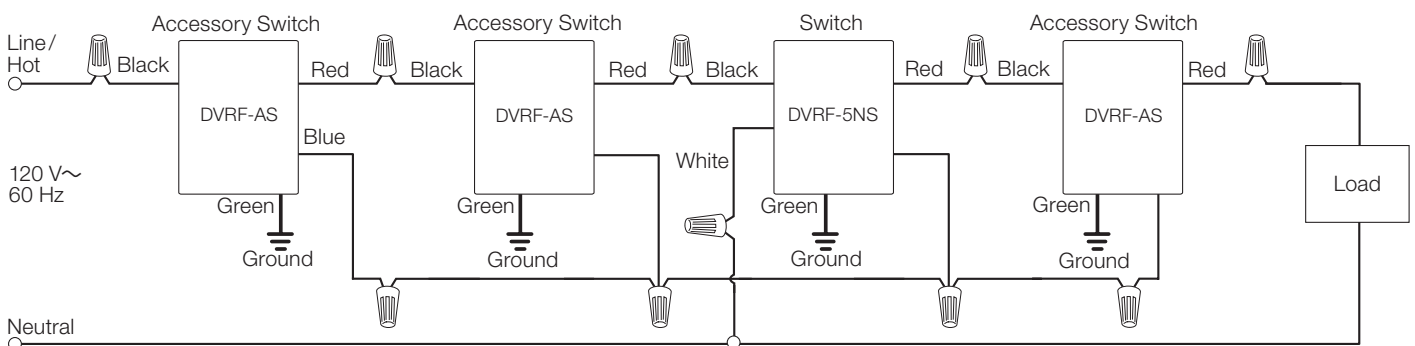 Accessory Switch
Accessory Switch
Switch
Accessory Switch
Line/
Hot
Black
Red
Black
Red
Black
Red
Black
Red
DVRF-AS
DVRF-AS
DVRF-5NS
DVRF-AS
Blue
White
120 V~
60 Hz
Load
Green
Green
Green
Green
Ground
Ground
Ground
Ground
Neutral